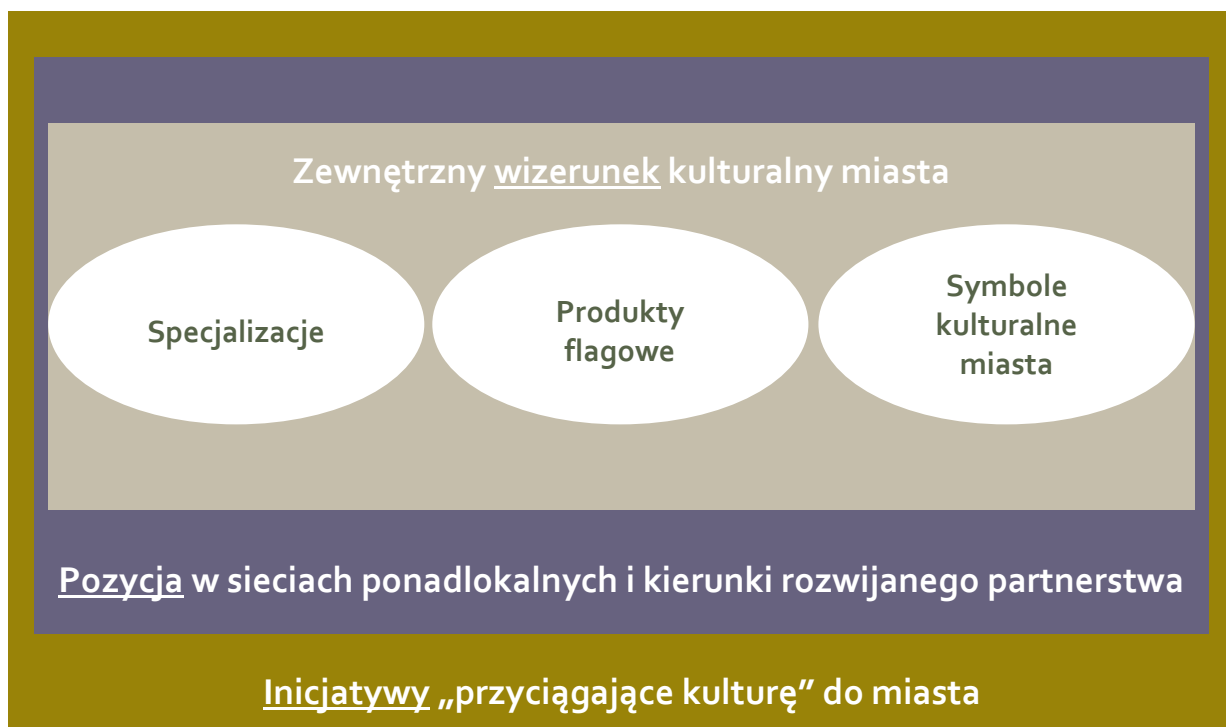 Zewnętrzny wizerunek kulturalny miasta
Specjalizacje
Produkty
flagowe
Symbole
kulturalne
miasta
Pozycja w sieciach ponadlokalnych i kierunki rozwijanego partnerstwa
Inicjatywy „przyciągające kulturę” do miasta